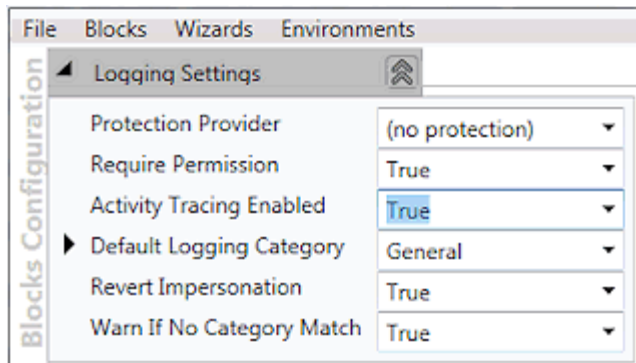 File Blocks Wizards Environments
Blocks Configuration
Logging Settings
Protection Provider (no protection)
Require Permission True
Activity Tracing Enabled True
Default Logging Category General
Revert Impersonation True
Warn If No Category Match True